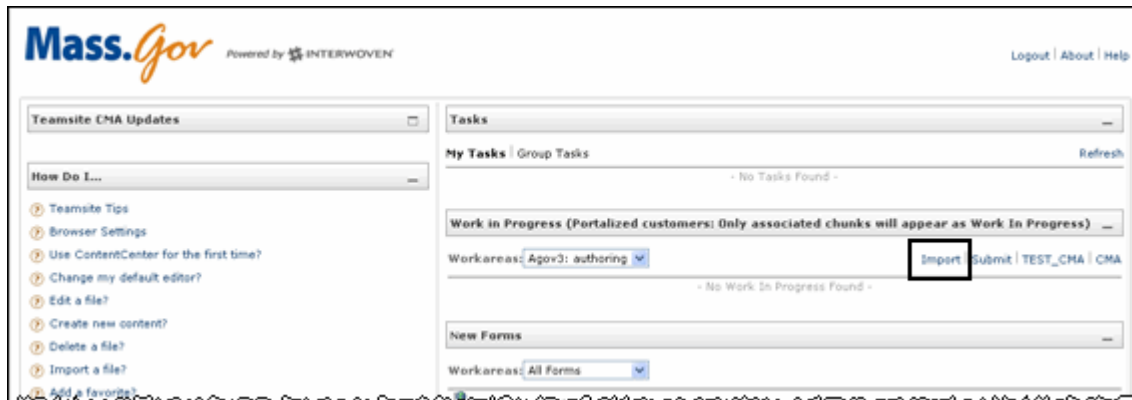 Mass.Gov Powered by INTERWOVEN
Logout | About | Help
Teamsite CMA Updates
How Do I...
Teamsite Tips
Browser Settings
Use ContentCenter for the first time?
Change my default editor?
Edit a file?
Create new content?
Delete a file?
Import a file?
Add a favorite?
Tasks
My Tasks | Group Tasks
Refresh
- No Tasks Found -
Work in Progress (Portalized customers: Only associated chunks will appear as Work In Progress)
Workareas: Agov3: authoring
Import | Submit | TEST_CMA | CMA
- No Work In Progress Found -
New Forms
Workareas: All Forms